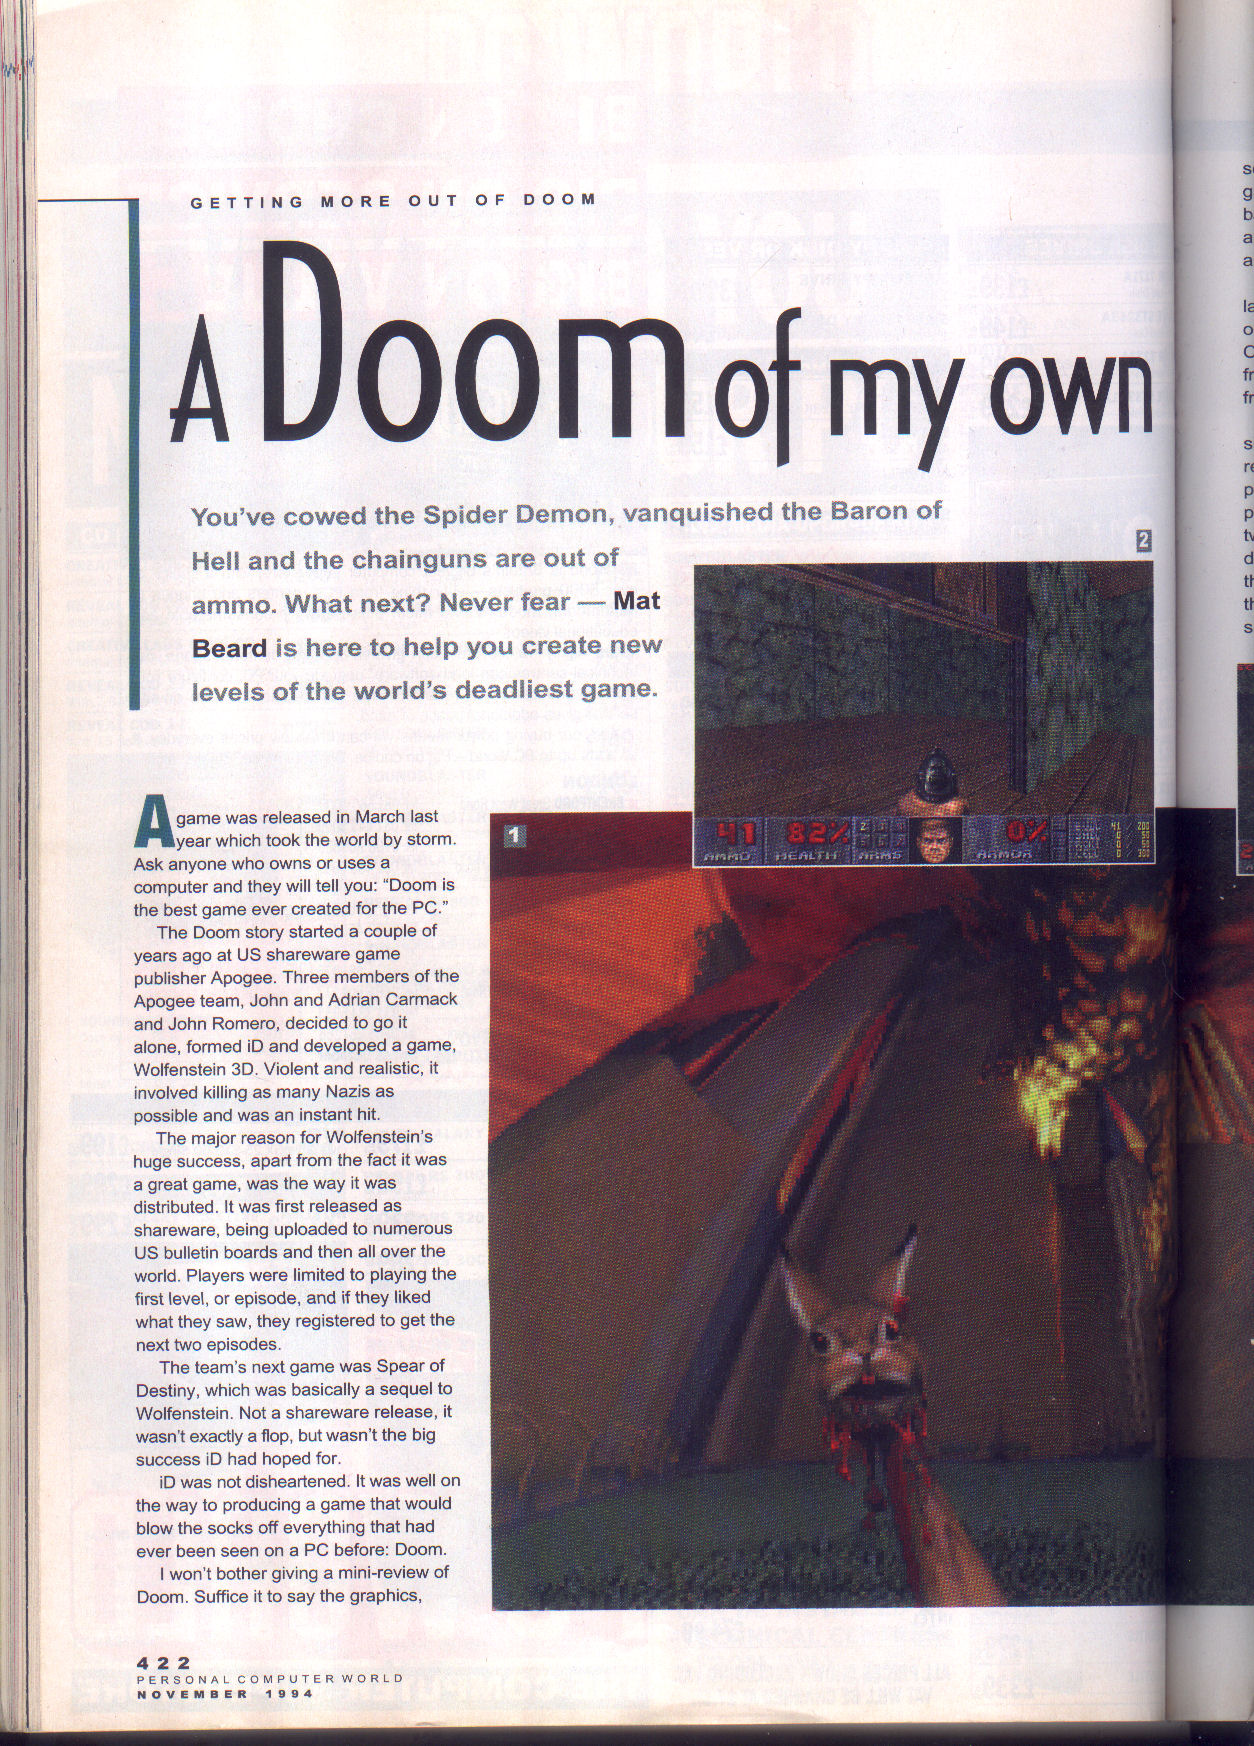 GETTING MORE OUT OF DOOM
A DOOM of my own
You've cowed the Spider Demon, vanquished the Baron of
Hell and the chainguns are out of
ammo. What next? Never fear — Mat
Beard is here to help you create new
levels of the world's deadliest game.
2
A game was released in March last
year which took the world by storm.
Ask anyone who owns or uses a
computer and they will tell you: “Doom is
the best game ever created for the PC.”
The Doom story started a couple of
years ago at US shareware game
publisher Apogee. Three members of the
Apogee team, John and Adrian Carmack
and John Romero, decided to go it
alone, formed iD and developed a game,
Wolfenstein 3D. Violent and realistic, it
involved killing as many Nazis as
possible and was an instant hit.
The major reason for Wolfenstein's
huge success, apart from the fact it was
a great game, was the way it was
distributed. It was first released as
shareware, being uploaded to numerous
US bulletin boards and then all over the
world. Players were limited to playing the
first level, or episode, and if they liked
what they saw, they registered to get the
next two episodes.
The team's next game was Spear of
Destiny, which was basically a sequel to
Wolfenstein. Not a shareware release, it
wasn't exactly a flop, but wasn't the big
success iD had hoped for.
iD was not disheartened. It was well on
the way to producing a game that would
blow the socks off everything that had
ever been seen on a PC before: Doom.
I won't bother giving a mini-review of
Doom. Suffice it to say the graphics,
1
41 82% 0%
AMMO HEALTH ARMS ARMOR
422
PERSONAL COMPUTER WORLD
NOVEMBER 1994